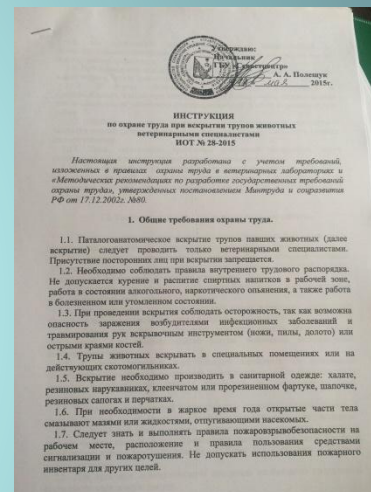 Утверждаю:
Начальник
А. А. Полещук
2015г.
ИНСТРУКЦИЯ
по охране труда при вскрытии трупов животных
ветеринарными специалистами
ИОТ № 28-2015
Настоящая инструкция разработана с учетом требований,
изложенных в правилах охраны труда в ветеринарных лабораториях и
«Методических рекомендациях по разработке государственных требований
охраны труда», утвержденных постановлением Минтруда и соцразвития
РФ от 17.12.2002г. №80.
1. Общие требования охраны труда.
1.1. Паталогоанатомическое вскрытие трупов павших животных (далее
вскрытие) следует проводить только ветеринарными специалистами.
Присутствие посторонних лиц при вскрытии запрещается.
1.2. Необходимо соблюдать правила внутреннего трудового распорядка.
Не допускается курение и распитие спиртных напитков в рабочей зоне,
работа в состоянии алкогольного, наркотического опьянения, а также работа
в болезненном или утомленном состоянии.
1.3. При проведении вскрытия соблюдать осторожность, так как возможна
опасность заражения возбудителями инфекционных заболеваний и
травмирования рук вскрывочным инструментом (ножи, пилы, долото) или
острыми краями костей.
1.4. Трупы животных вскрывать в специальных помещениях или на
действующих скотомогильниках.
1.5. Вскрытие необходимо производить в санитарной одежде: халате,
резиновых нарукавниках, клеенчатом или прорезиненном фартуке, шапочке,
резиновых сапогах и перчатках.
1.6. При необходимости в жаркое время года открытые части тела
смазывают мазями или жидкостями, отпугивающими насекомых.
1.7. Следует знать и выполнять правила пожаровзрывобезопасности на
рабочем месте, расположение и правила пользования средствами
сигнализации и пожаротушения. Не допускать использования пожарного
инвентаря для других целей.